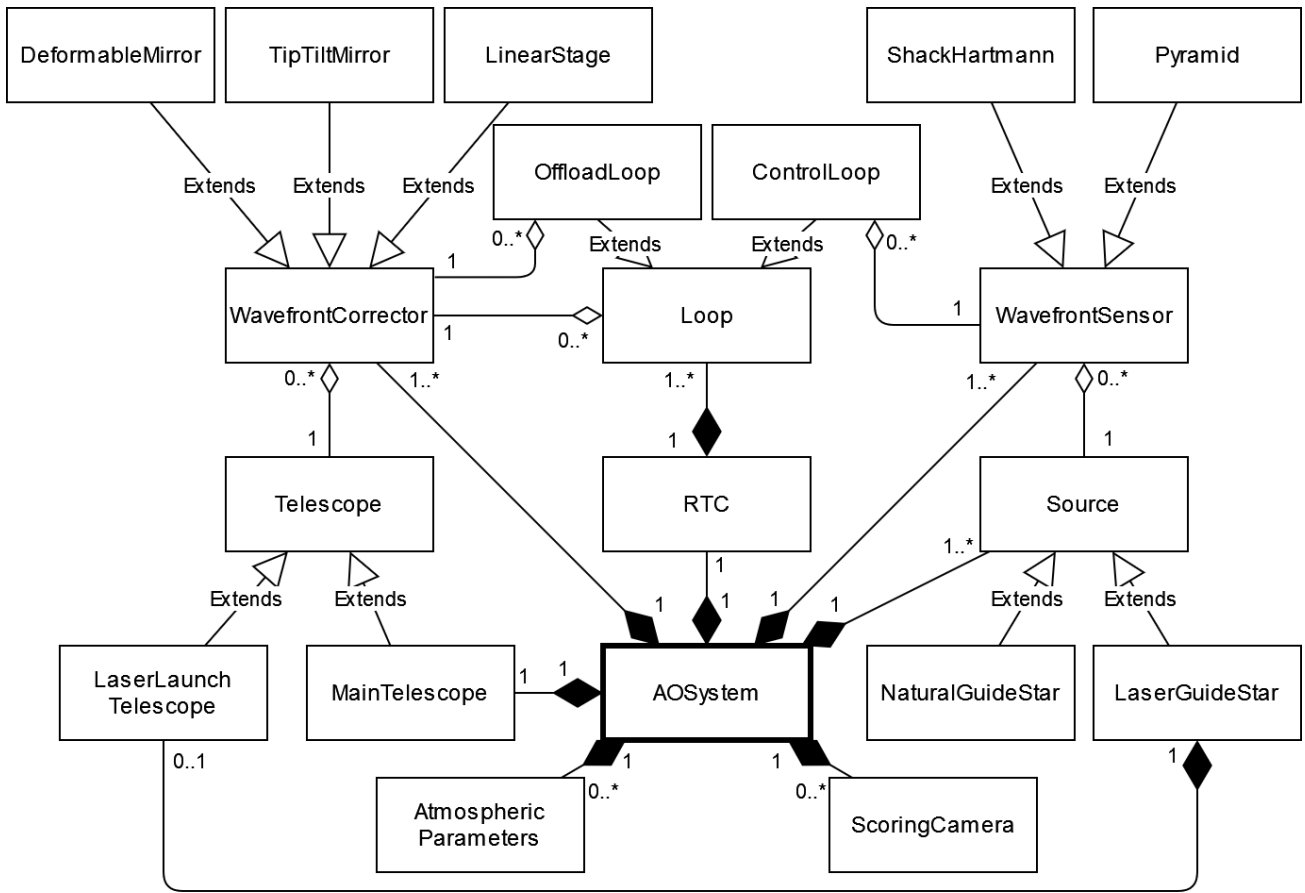 DeformableMirror
TipTiltMirror
LinearStage
ShackHartmann
Pyramid
OffloadLoop
ControlLoop
Extends
Extends
Extends
Extends
Extends
0..*
Extends
Extends
0..*
1
WavefrontCorrector
1
0..*
Loop
1
WavefrontSensor
0..*
1..*
1..*
1..*
0..*
1
1
1
Telescope
RTC
Source
1..*
1
Extends
Extends
1
1
1
1
Extends
Extends
LaserLaunch
Telescope
MainTelescope
1
1
AOSystem
NaturalGuideStar
LaserGuideStar
0..1
1
0..*
1
0..*
1
Atmospheric
Parameters
ScoringCamera